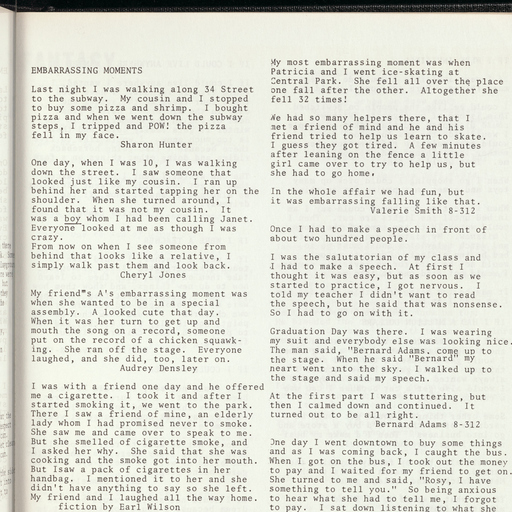 EMBARRASSING MOMENTS
Last night I was walking along 34 Street
to the subway. My cousin and I stopped
to buy some pizza and shrimp. I bought
pizza and when we went down the subway
steps, I tripped and POW! the pizza
fell in my face.
Sharon Hunter
One day, when I was 10, I was walking
down the street. I saw someone that
looked just like my cousin. I ran up
behind her and started tapping her on the
shoulder. When she turned around, I
found that it was not my cousin. It
was a boy whom I had been calling Janet.
Everyone looked at me as though I was
crazy.
From now on when I see someone from
behind that looks like a relative, I
simply walk past them and look back.
Cheryl Jones
My friend"s A's embarrassing moment was
when she wanted to be in a special
assembly. A looked cute that day.
When it was her turn to get up and
mouth the song on a record, someone
put on the record of a chicken squawk-
ing. She ran off the stage. Everyone
laughed, and she did, too, later on.
Audrey Densley
I was with a friend one day and he offered
me a cigarette. I took it and after I
started smoking it, we went to the park.
There I saw a friend of mine, an elderly
lady whom I had promised never to smoke.
She saw me and came over to speak to me.
But she smelled of cigarette smoke, and
I asked her why. She said that she was
cooking and the smoke got into her mouth.
But Isaw a pack of cigarettes in her
handbag. I mentioned it to her and she
didn't have anything to say so she left.
My friend and I laughed all the way home.
fiction by Earl Wilson
My most embarrassing moment was when
Patricia and I went ice-skating at
Central Park. She fell all over the place
one fall after the other. Altogether she
fell 32 times!
We had so many helpers there, that I
met a friend of mind and he and his
friend tried to help us learn to skate.
I guess they got tired. A few minutes
after leaning on the fence a little
girl came over to try to help us, but
she had to go home.
In the whole affair we had fun, but
it was embarrassing falling like that.
Valerie Smith 8-312
Once I had to make a speech in front of
about two hundred people.
I was the salutatorian of my class and
I had to make a speech. At first I
thought it was easy, but as soon as we
started to practice, I got nervous. I
told my teacher I didn't want to read
the speech, but he said that was nonsense.
So I had to go on with it.
Graduation Day was there. I was wearing
my suit and everybody else was looking nice.
The man said, "Bernard Adams, come up to
the stage. When he said "Bernard" my
heart went into the sky. I walked up to
the stage and said my speech.
At the first part I was stuttering, but
then I calmed down and continued. It
turned out to be all right.
Bernard Adams 8-312
One day I went downtown to buy some things
and as I was coming back, I caught the bus.
When I got on the bus, I took out the money
to pay and I waited for my friend to get on.
She turned to me and said, "Rosy, I have
something to tell you." So being anxious
to hear what she had to tell me, I forgot
to pay. I sat down listening to what she